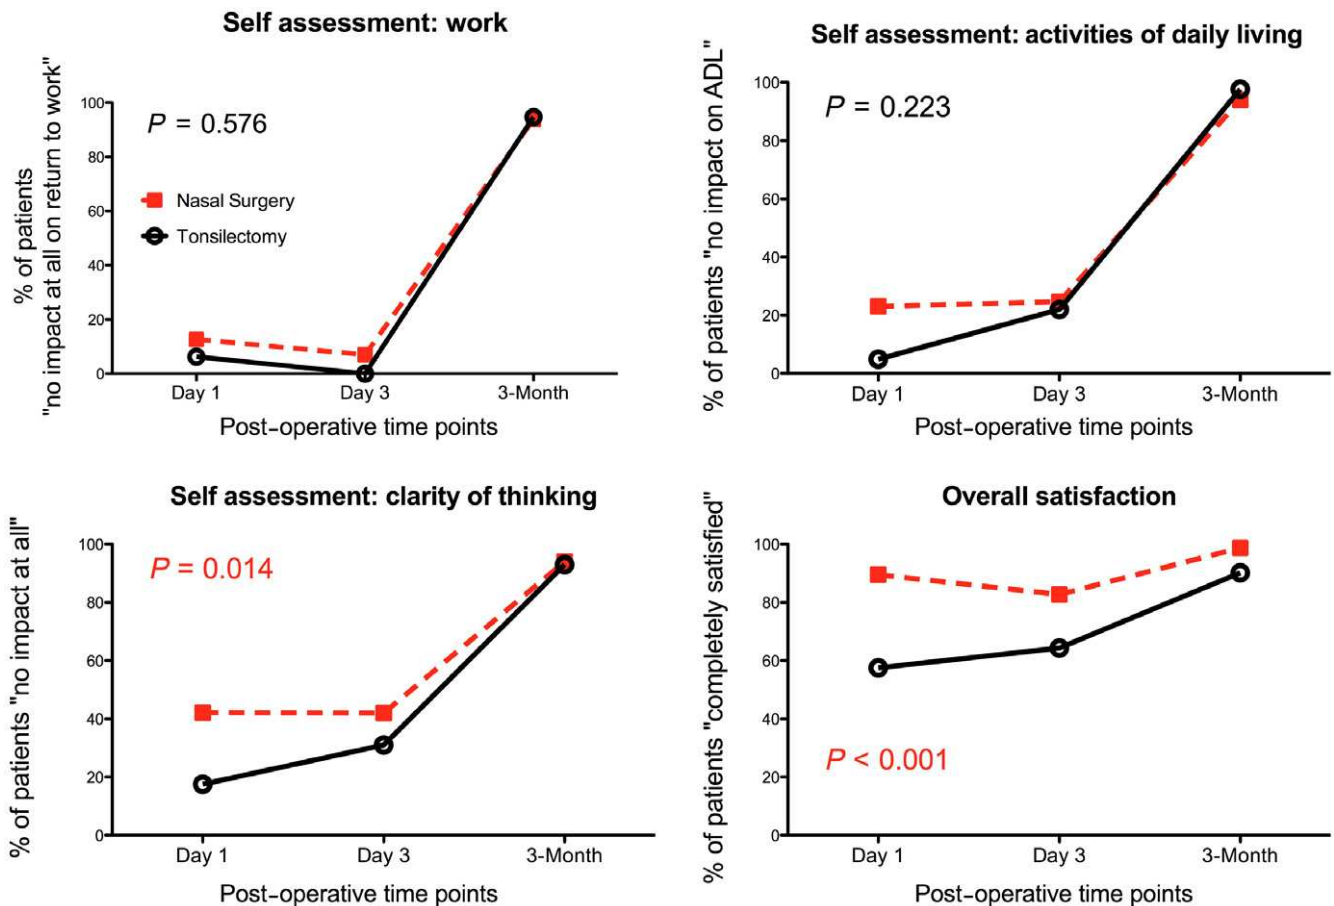 Self assessment: work
% of patients
"no impact at all on return to work"
100
80
60
40
20
0
P = 0.576
Nasal Surgery
Tonsilectomy
Day 1 Day 3 3-Month
Post-operative time points
Self assessment: activities of daily living
% of patients "no impact on ADL"
100
80
60
40
20
0
P = 0.223
Day 1 Day 3 3-Month
Post-operative time points
Self assessment: clarity of thinking
% of patients "no impact at all"
100
80
60
40
20
0
P = 0.014
Day 1 Day 3 3-Month
Post-operative time points
Overall satisfaction
% of patients "completely satisfied"
100
80
60
40
20
0
P < 0.001
Day 1 Day 3 3-Month
Post-operative time points